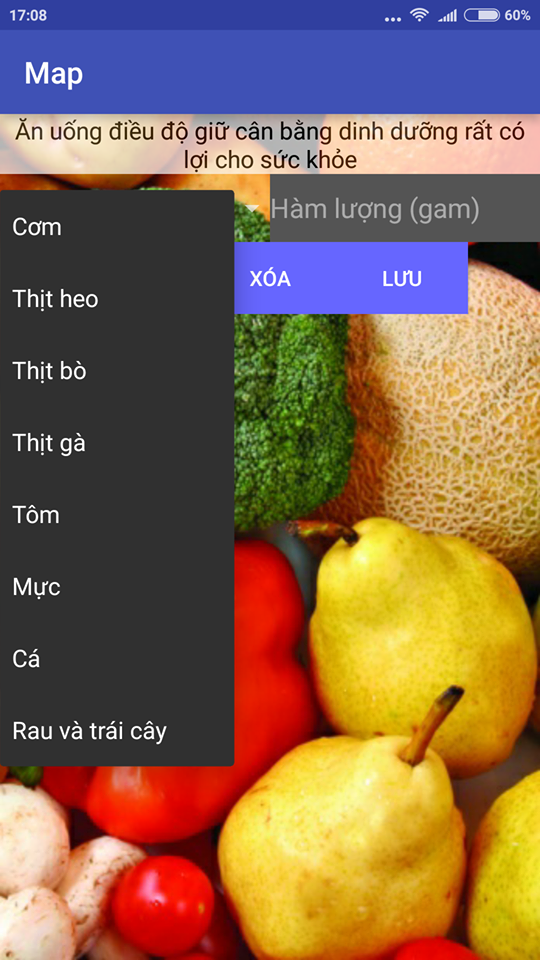 17:08
60%
Map
Ăn uống điều độ giữ cân bằng dinh dưỡng rất có
lợi cho sức khỏe
Hàm lượng (gam)
Cơm
XÓA
LƯU
Thịt heo
Thịt bò
Thịt gà
Tôm
Mực
Cá
Rau và trái cây